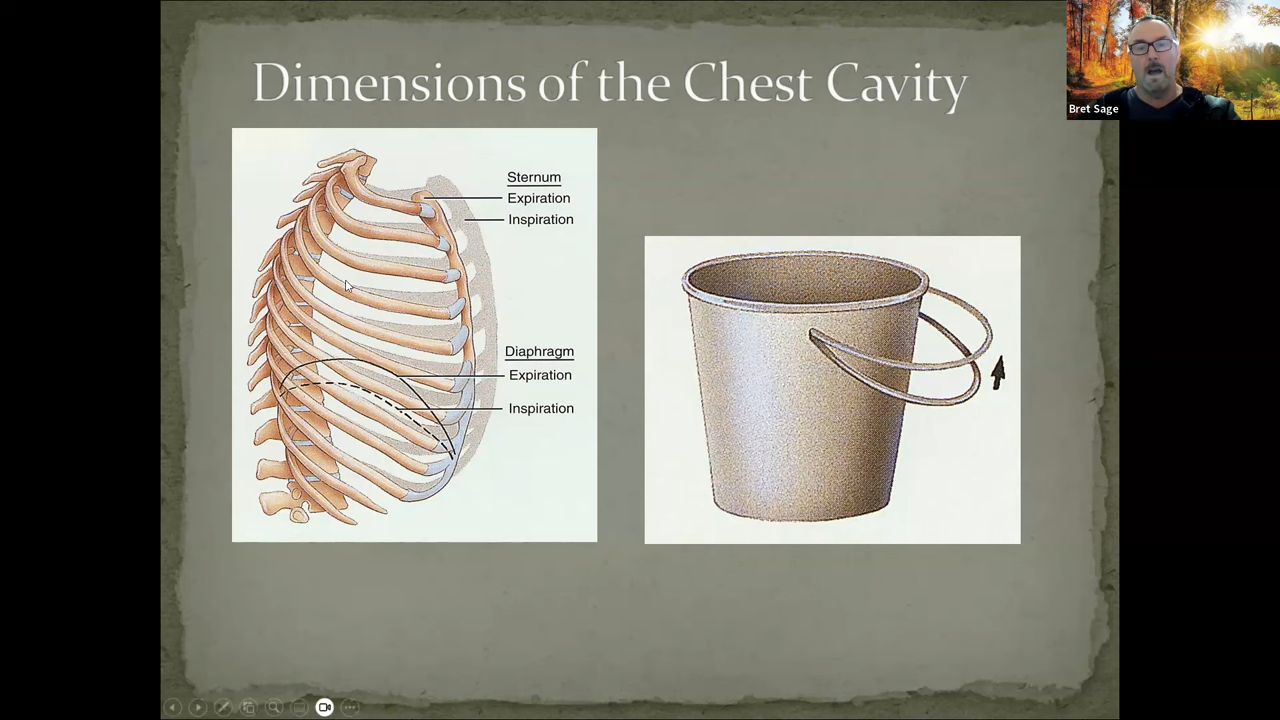 Dimensions of the Chest Cavity
Bret Sage
Sternum
Expiration
Inspiration
Diaphragm
Expiration
Inspiration